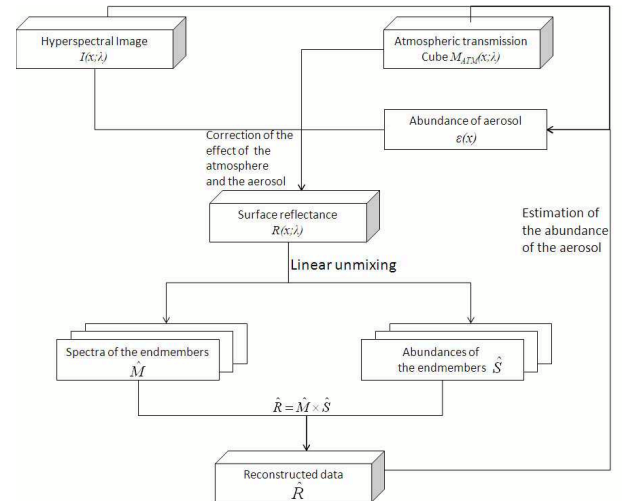 Hyperspectral Image
I(x;λ)
Atmospheric transmission
Cube M_ATM(x;λ)
Abundance of aerosol
ε(x)
Correction of the
effect of the
atmosphere
and the aerosol
Surface reflectance
R(x;λ)
Estimation of
the abundance
of the aerosol
Linear unmixing
Spectra of the endmembers
M̂
Abundances of
the endmembers Ŝ
R̂ = M̂ × Ŝ
Reconstructed data
R̂